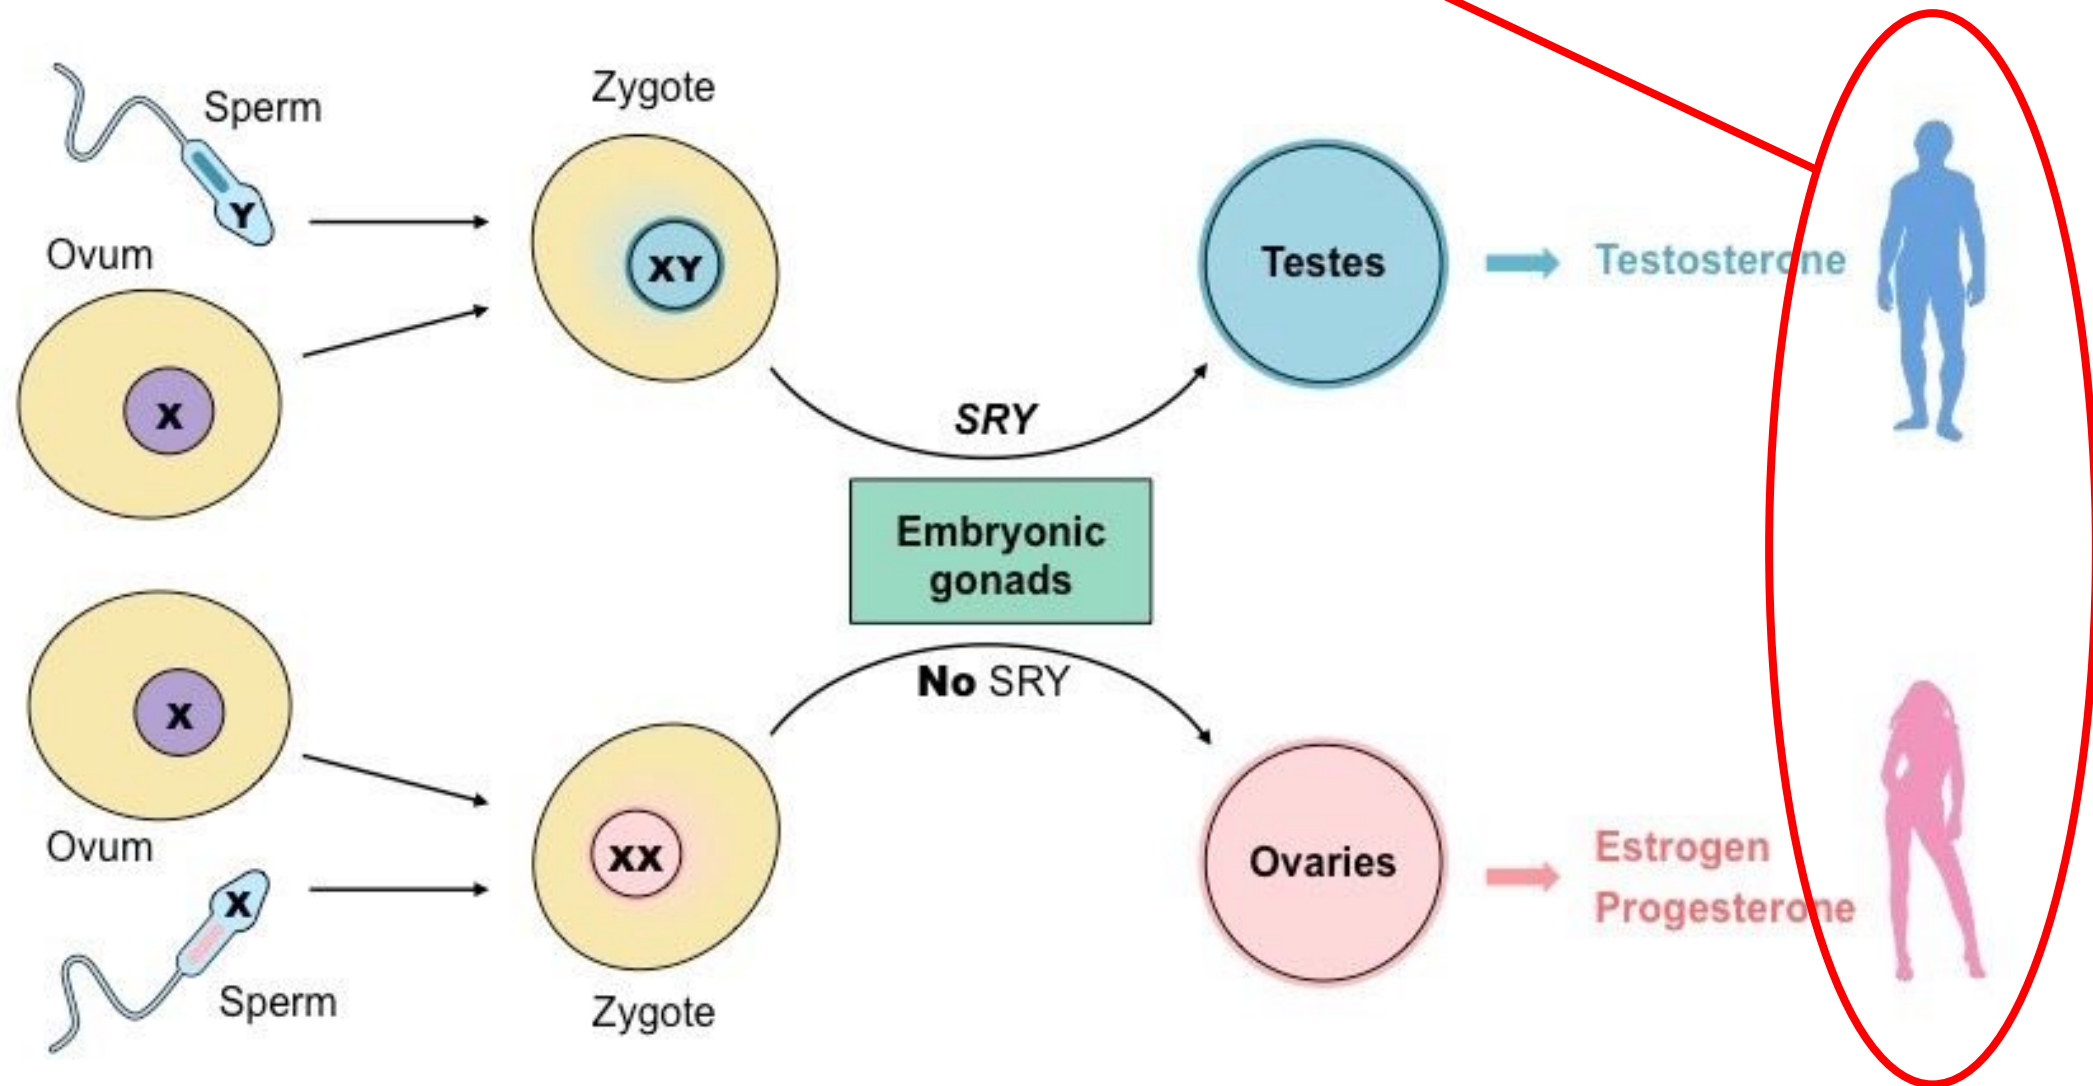 Sperm
Y
Ovum
X
Zygote
XY
SRY
Testes
Testosterone
Embryonic
gonads
X
Ovum
X
Sperm
XX
Zygote
No SRY
Ovaries
Estrogen
Progesterone